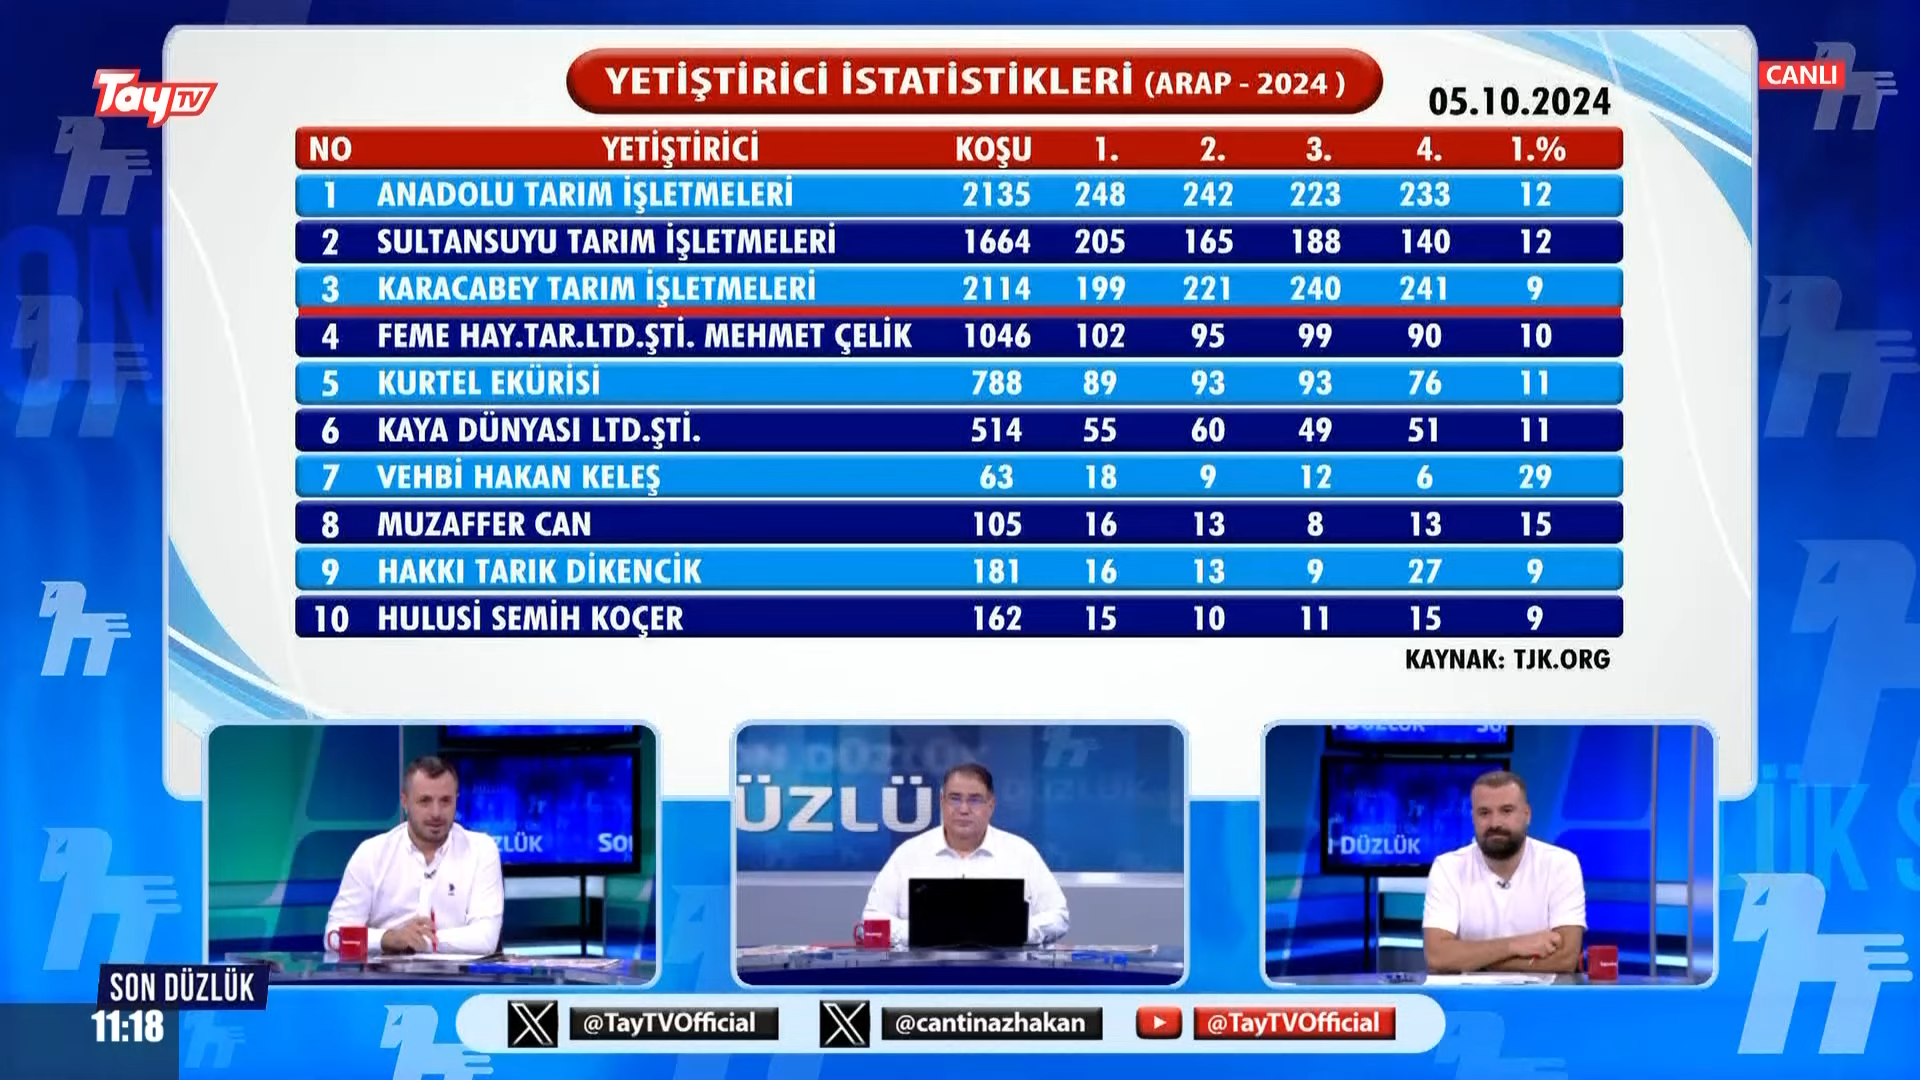 Tay TV
CANLI
YETİŞTİRİCİ İSTATİSTİKLERİ (ARAP - 2024 )
05.10.2024
NO YETİŞTİRİCİ KOŞU 1. 2. 3. 4. 1.%
1 ANADOLU TARIM İŞLETMELERİ 2135 248 242 223 233 12
2 SULTANSUYU TARIM İŞLETMELERİ 1664 205 165 188 140 12
3 KARACABEY TARIM İŞLETMELERİ 2114 199 221 240 241 9
4 FEME HAY.TAR.LTD.ŞTİ. MEHMET ÇELİK 1046 102 95 99 90 10
5 KURTEL EKÜRİSİ 788 89 93 93 76 11
6 KAYA DÜNYASI LTD.ŞTİ. 514 55 60 49 51 11
7 VEHBİ HAKAN KELEŞ 63 18 9 12 6 29
8 MUZAFFER CAN 105 16 13 8 13 15
9 HAKKI TARIK DİKENCİK 181 16 13 9 27 9
10 HULUSİ SEMİH KOÇER 162 15 10 11 15 9
KAYNAK: TJK.ORG
ÜZLÜ
ZLÜK
DÜZLÜK
SON DÜZLÜK
11:18
@TayTVOfficial
@cantinazhakan
@TayTVOfficial